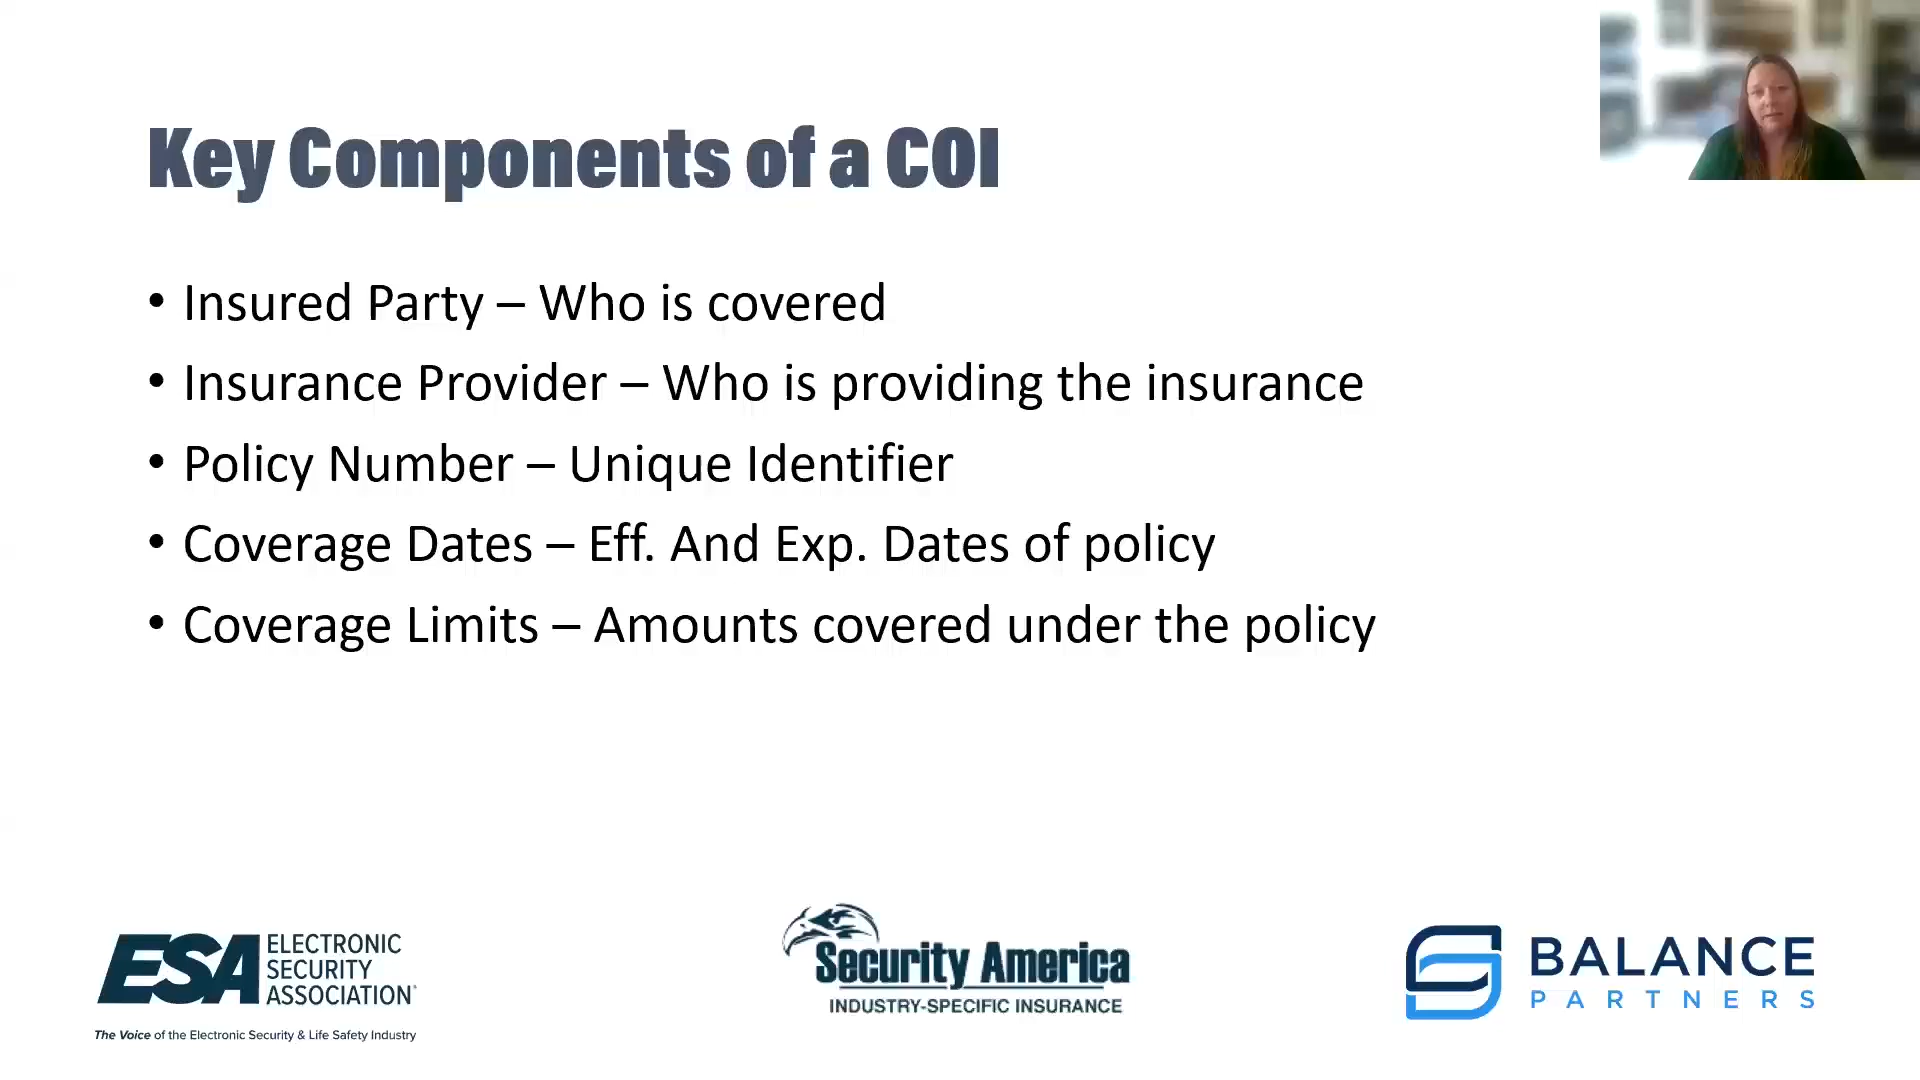 Key Components of a COI
• Insured Party – Who is covered
• Insurance Provider – Who is providing the insurance
• Policy Number – Unique Identifier
• Coverage Dates – Eff. And Exp. Dates of policy
• Coverage Limits – Amounts covered under the policy
ESA
ELECTRONIC
SECURITY
ASSOCIATION
The Voice of the Electronic Security & Life Safety Industry
Security America
INDUSTRY-SPECIFIC INSURANCE
BALANCE
PARTNERS